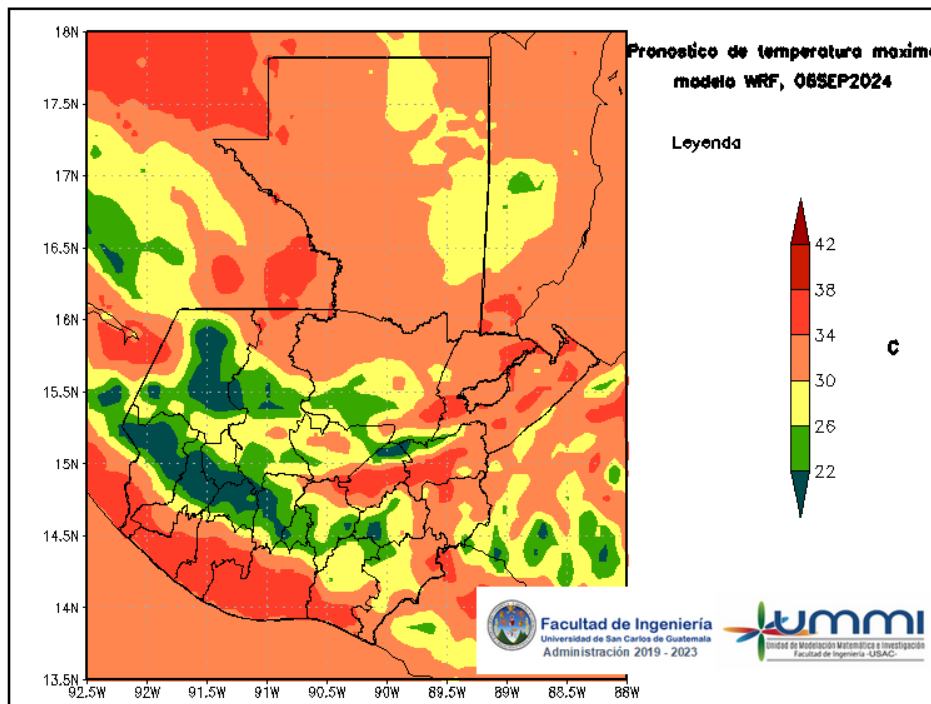 Pronostico de temperatura maxima
modelo WRF, 06SEP2024
Leyenda
42
38
34
30
26
22
C
18N
17.5N
17N
16.5N
16N
15.5N
15N
14.5N
14N
13.5N
92.5W 92W 91.5W 91W 90.5W 90W 89.5W 89W 88.5W 88W
Facultad de Ingeniería
Universidad de San Carlos de Guatemala
Administración 2019 - 2023
ummi
Unidad de Modelación Matemática e Investigación
Facultad de Ingeniería -USAC-